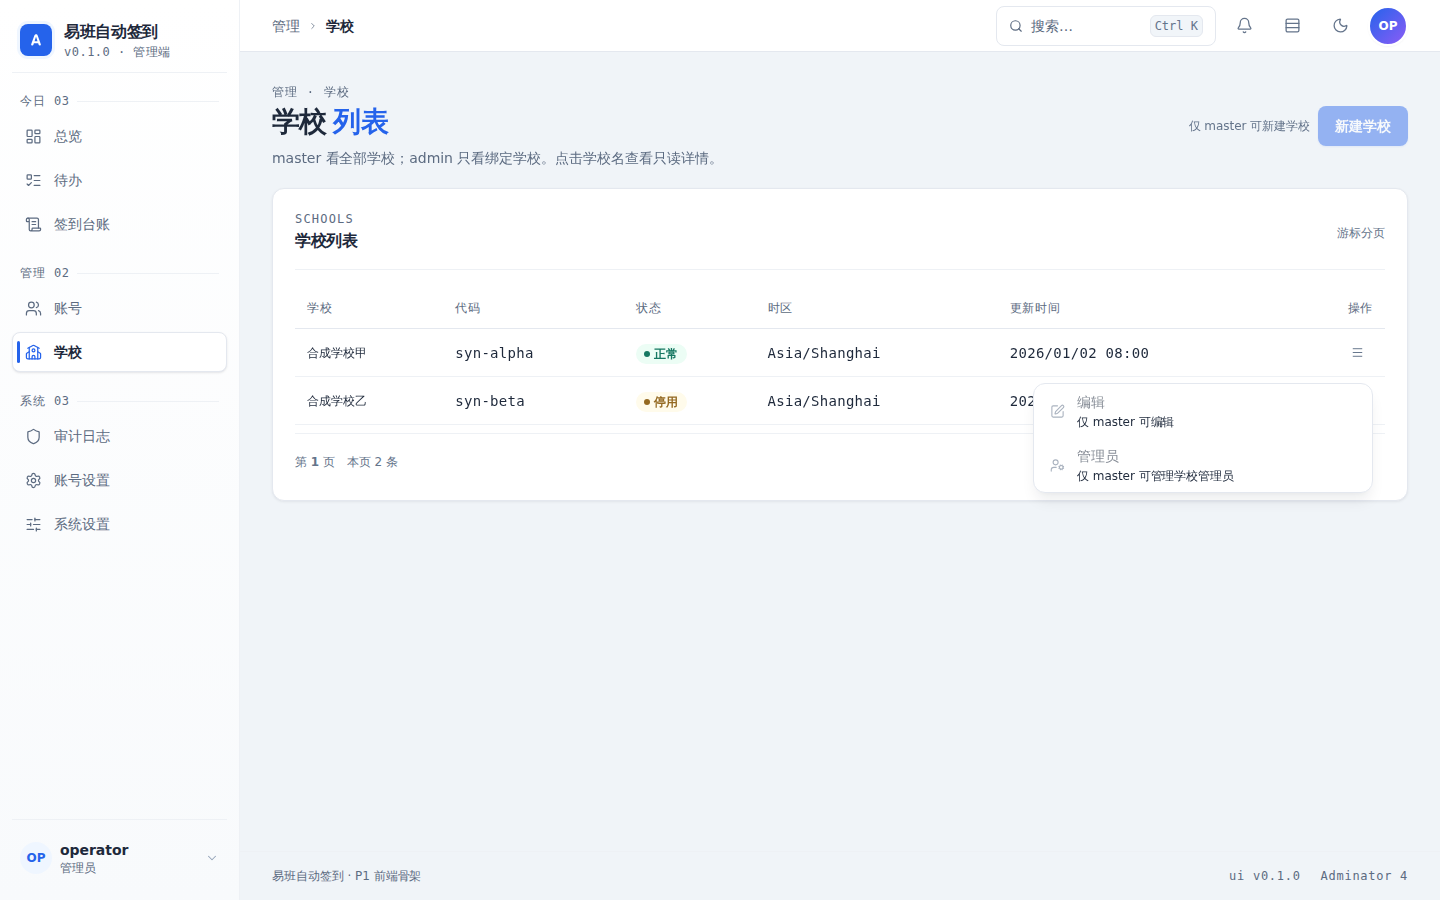 A
易班自动签到
v0.1.0 · 管理端
今日 03
总览
待办
签到台账
管理 02
账号
学校
系统 03
审计日志
账号设置
系统设置
OP
operator
管理员
管理 › 学校
搜索... Ctrl K
OP
管理 · 学校
学校 列表
master 看全部学校；admin 只看绑定学校。点击学校名查看只读详情。
仅 master 可新建学校 新建学校
SCHOOLS
学校列表
游标分页
学校 代码 状态 时区 更新时间 操作
合成学校甲 syn-alpha 正常 Asia/Shanghai 2026/01/02 08:00
合成学校乙 syn-beta 停用 Asia/Shanghai 202
编辑
仅 master 可编辑
管理员
仅 master 可管理学校管理员
第 1 页 本页 2 条
易班自动签到 · P1 前端骨架
ui v0.1.0 Adminator 4